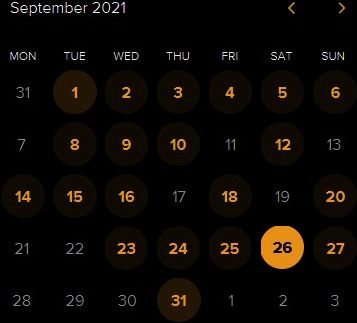 September 2021
MON TUE WED THU FRI SAT SUN
31 1 2 3 4 5 6
7 8 9 10 11 12 13
14 15 16 17 18 19 20
21 22 23 24 25 26 27
28 29 30 31 1 2 3